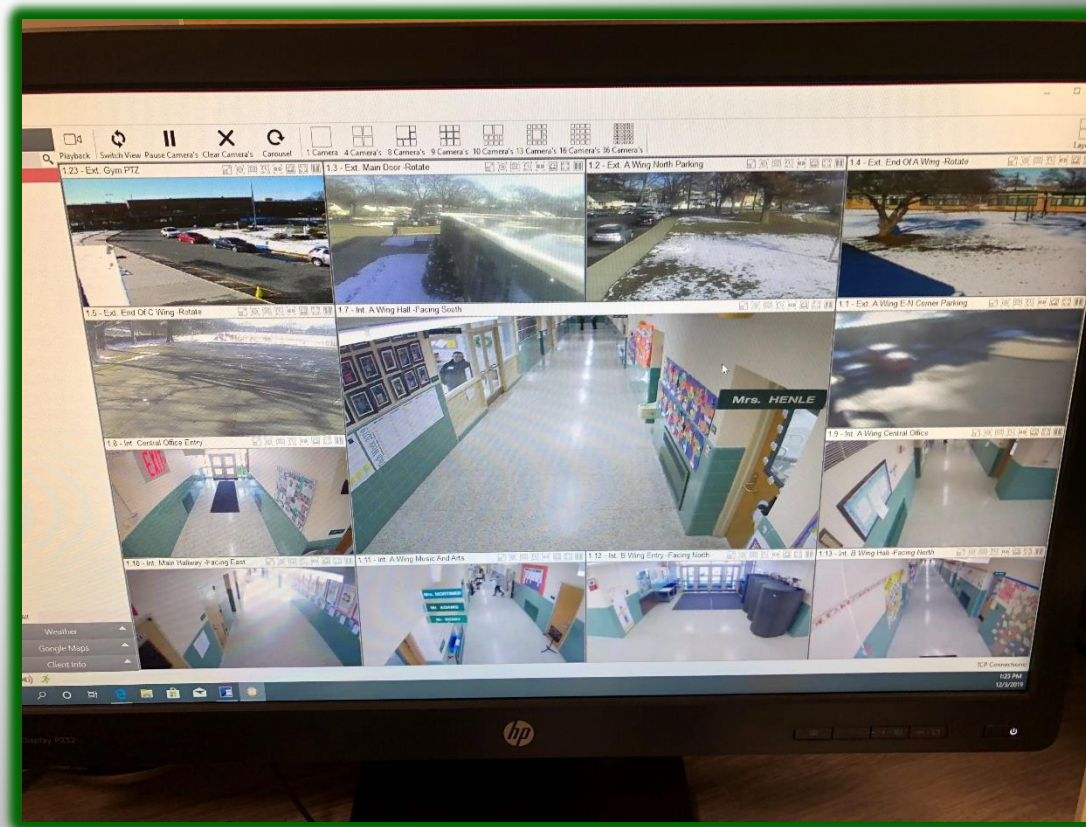 Playback Switch View Pause Camera's Clear Camera's Carousel 1 Camera 4 Camera's 8 Camera's 9 Camera's 10 Camera's 13 Camera's 16 Camera's 36 Camera's
1.23 - Ext. Gym PTZ
1.3 - Ext. Main Door -Rotate
1.2 - Ext. A Wing North Parking
1.4 - Ext. End Of A Wing -Rotate
1.5 - Ext. End Of C Wing -Rotate
1.7 - Int. A Wing Hall -Facing South
1.1 - Ext. A Wing E-N Corner Parking
Mrs. HENLE
1.8 - Int. Central Office Entry
EXIT
1.9 - Int. A Wing Central Office
1.10 - Int. Main Hallway -Facing East
1.11 - Int. A Wing Music And Arts
1.12 - Int. B Wing Entry -Facing North
1.13 - Int. B Wing Hall -Facing North
Mrs. MORTIMER
Mr. ADAMS
Weather
Google Maps
Client Info
TCP Connections:
1:25 PM
12/3/2019
hp